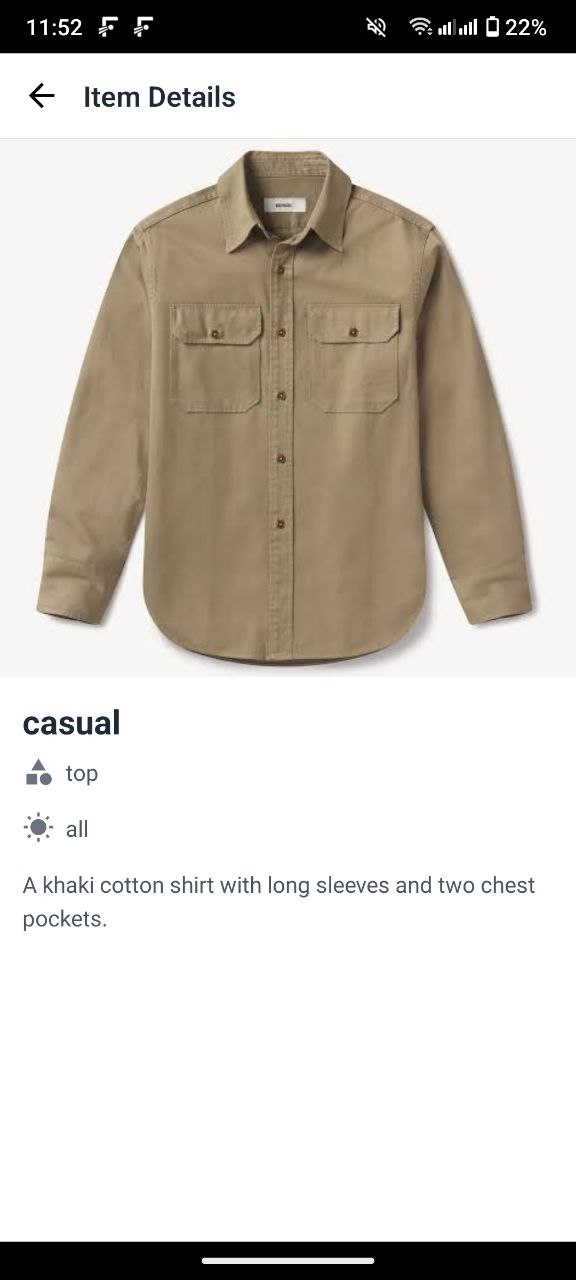 11:52
22%
Item Details
casual
top
all
A khaki cotton shirt with long sleeves and two chest
pockets.